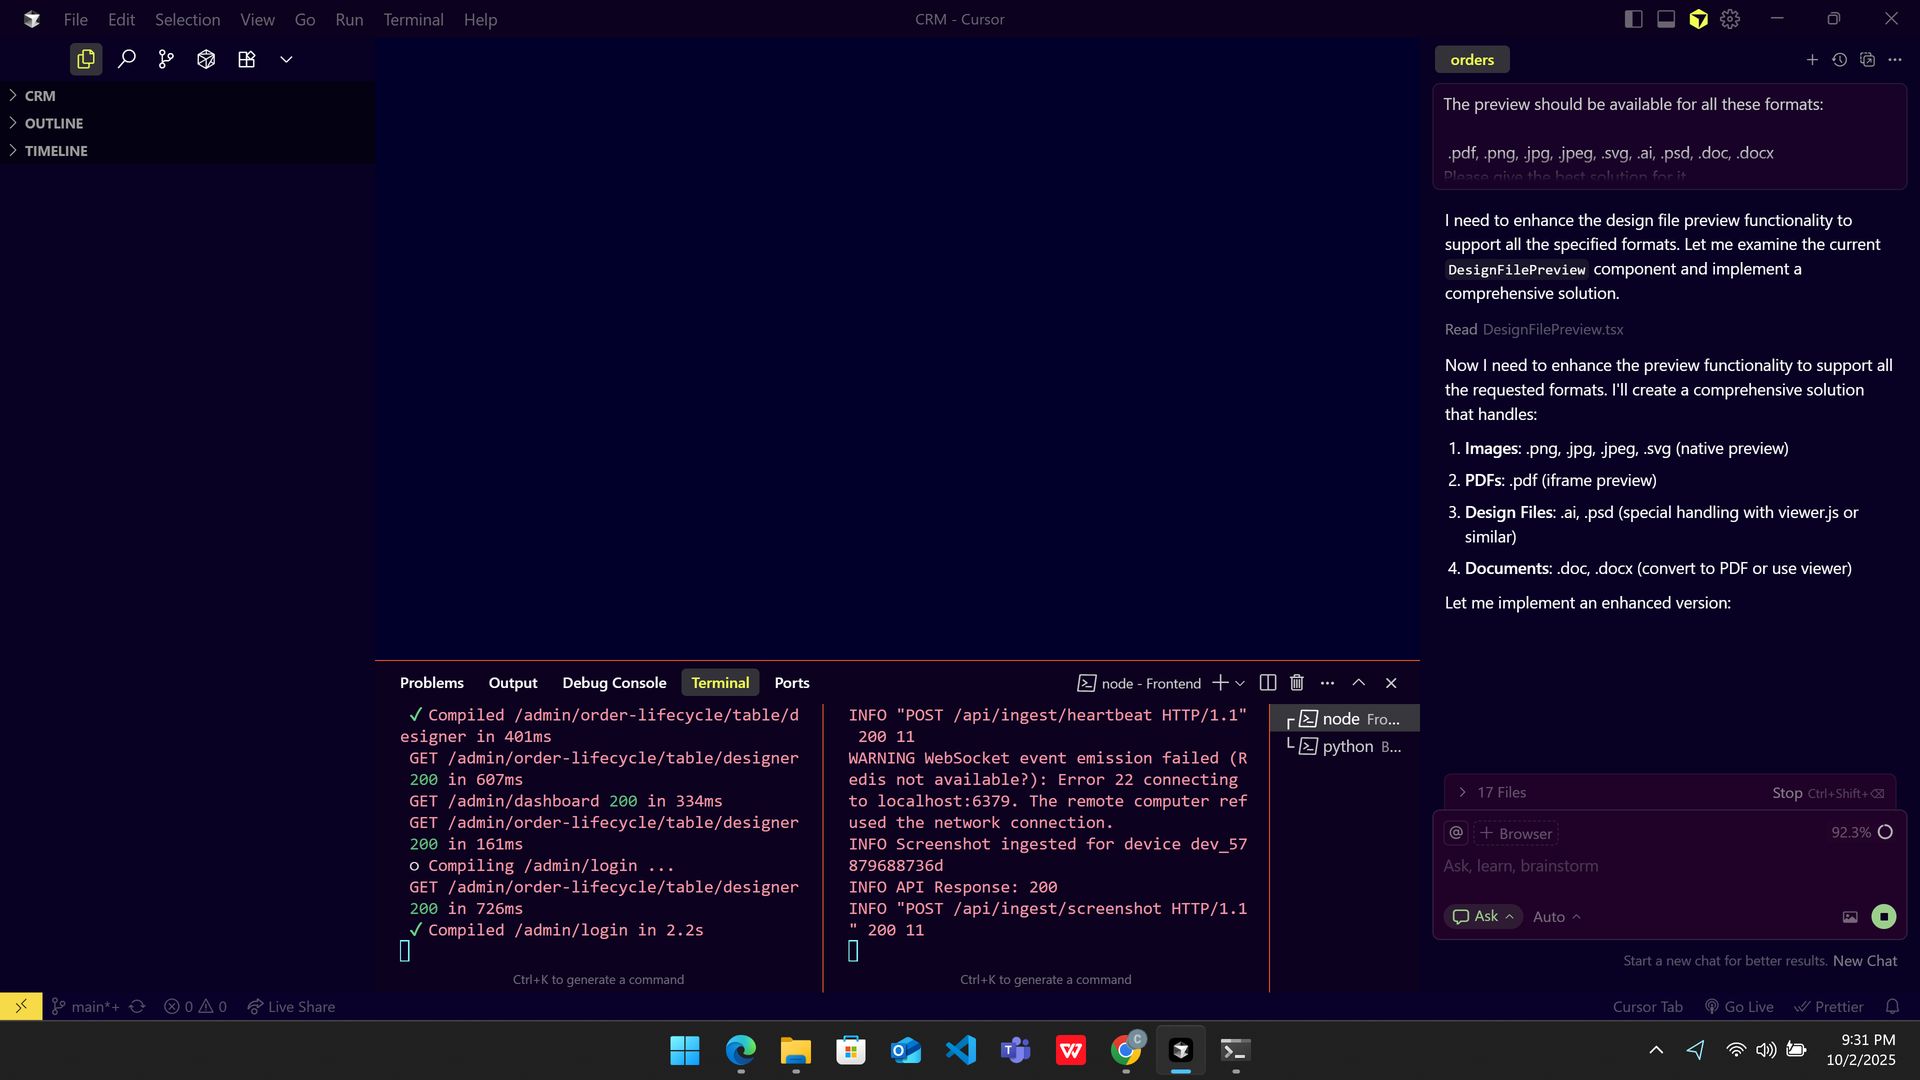 File Edit Selection View Go Run Terminal Help
CRM - Cursor
CRM
OUTLINE
TIMELINE
orders
The preview should be available for all these formats:
.pdf, .png, .jpg, .jpeg, .svg, .ai, .psd, .doc, .docx
Please give the best solution for it
I need to enhance the design file preview functionality to
support all the specified formats. Let me examine the current
DesignFilePreview component and implement a
comprehensive solution.
Read DesignFilePreview.tsx
Now I need to enhance the preview functionality to support all
the requested formats. I'll create a comprehensive solution
that handles:
1. Images: .png, .jpg, .jpeg, .svg (native preview)
2. PDFs: .pdf (iframe preview)
3. Design Files: .ai, .psd (special handling with viewer.js or
similar)
4. Documents: .doc, .docx (convert to PDF or use viewer)
Let me implement an enhanced version:
Problems Output Debug Console Terminal Ports
node - Frontend
✓ Compiled /admin/order-lifecycle/table/d
esigner in 401ms
GET /admin/order-lifecycle/table/designer
200 in 607ms
GET /admin/dashboard 200 in 334ms
GET /admin/order-lifecycle/table/designer
200 in 161ms
○ Compiling /admin/login ...
GET /admin/order-lifecycle/table/designer
200 in 726ms
✓ Compiled /admin/login in 2.2s
Ctrl+K to generate a command
INFO "POST /api/ingest/heartbeat HTTP/1.1"
200 11
WARNING WebSocket event emission failed (R
edis not available?): Error 22 connecting
to localhost:6379. The remote computer ref
used the network connection.
INFO Screenshot ingested for device dev_57
879688736d
INFO API Response: 200
INFO "POST /api/ingest/screenshot HTTP/1.1
" 200 11
Ctrl+K to generate a command
node Fro...
python B...
17 Files
Stop Ctrl+Shift+⌫
@ + Browser
92.3%
Ask, learn, brainstorm
Ask Auto
Start a new chat for better results. New Chat
main*+ 0 0 Live Share
Cursor Tab Go Live Prettier
9:31 PM
10/2/2025